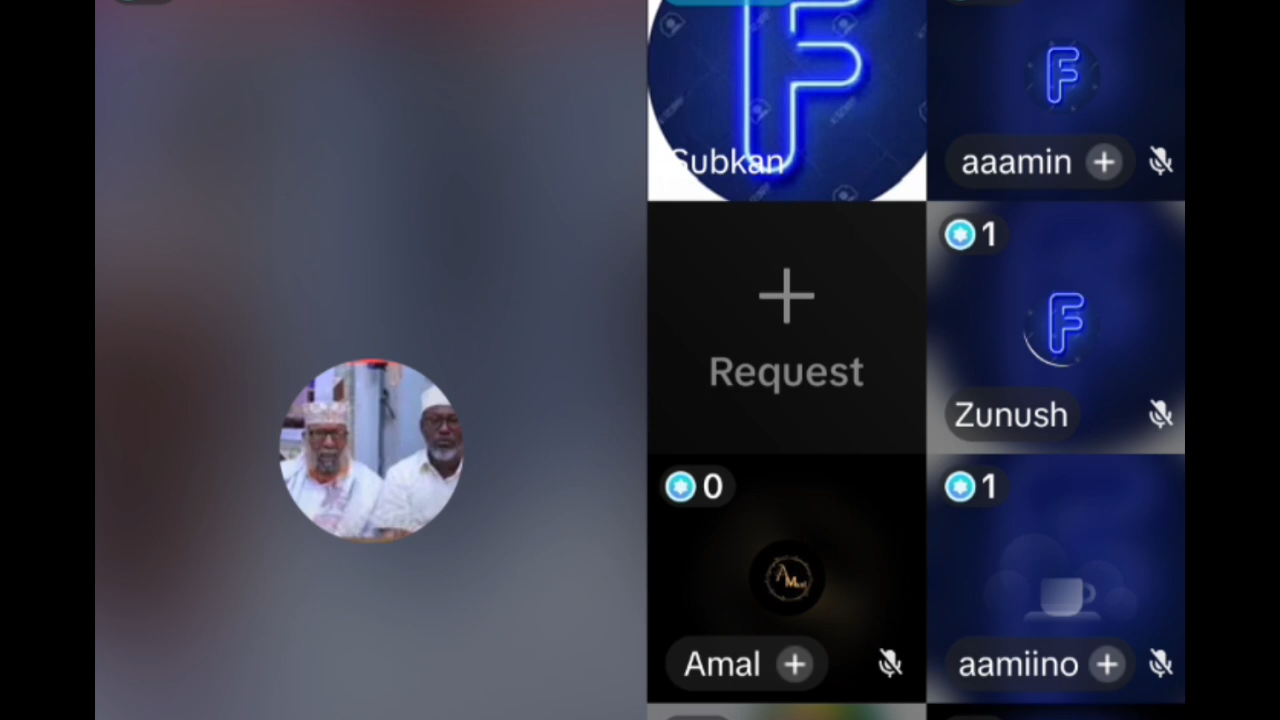 F
Subkan
F
aaamin
Request
1
F
Zunush
0
Amal
1
aamiino